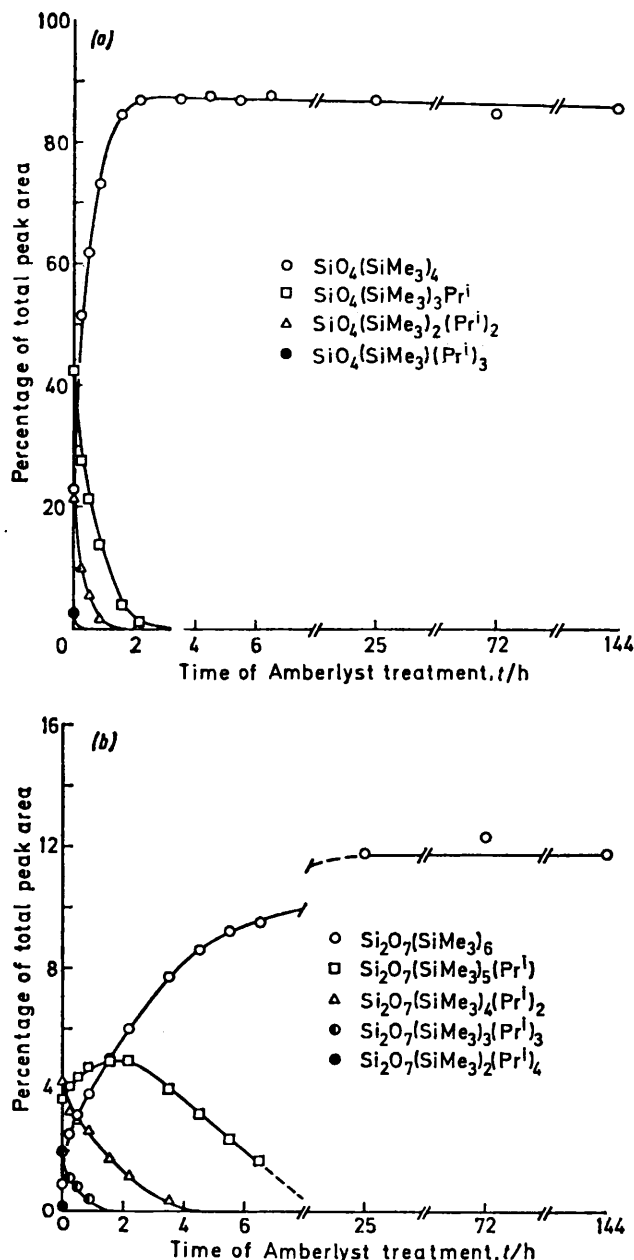 100
(a)
80
60
40
20
0
Percentage of total peak area
SiO₄(SiMe₃)₄
SiO₄(SiMe₃)₃Prⁱ
SiO₄(SiMe₃)₂(Prⁱ)₂
SiO₄(SiMe₃)(Prⁱ)₃
2 4 6 25 72 144
Time of Amberlyst treatment, t/h
16
(b)
12
8
4
0
Percentage of total peak area
Si₂O₇(SiMe₃)₆
Si₂O₇(SiMe₃)₅(Prⁱ)
Si₂O₇(SiMe₃)₄(Prⁱ)₂
Si₂O₇(SiMe₃)₃(Prⁱ)₃
Si₂O₇(SiMe₃)₂(Prⁱ)₄
0 2 4 6 25 72 144
Time of Amberlyst treatment, t/h